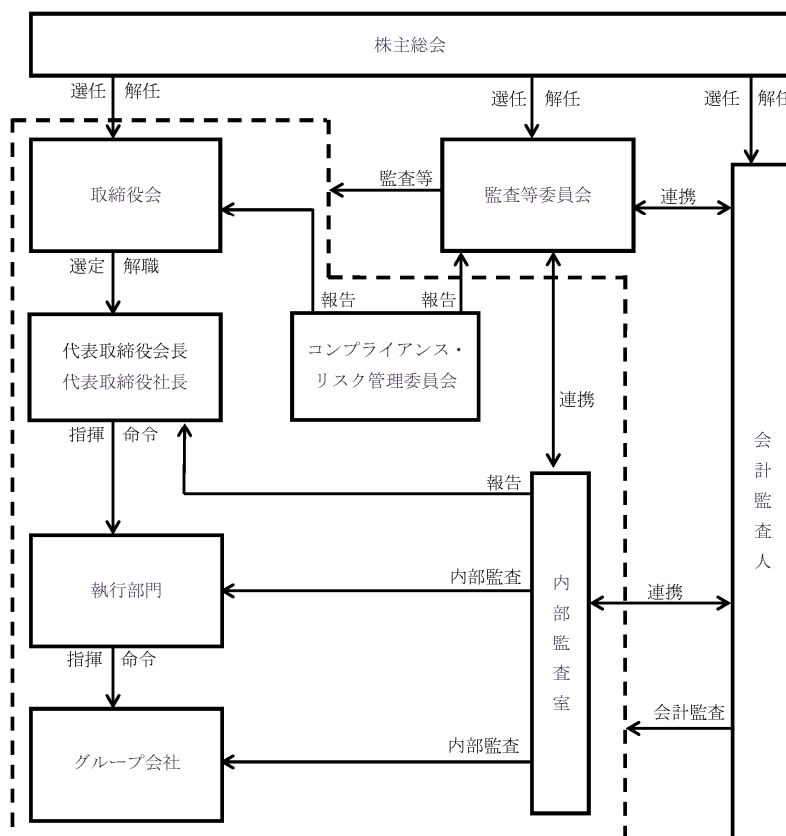 株主総会
選任 解任
選任 解任
選任 解任
取締役会
監査等
監査等委員会
連携
選定 解職
報告
報告
代表取締役会長
代表取締役社長
コンプライアンス・
リスク管理委員会
連携
指揮 命令
会計監査人
報告
執行部門
内部監査
内部監査室
連携
指揮 命令
会計監査
グループ会社
内部監査